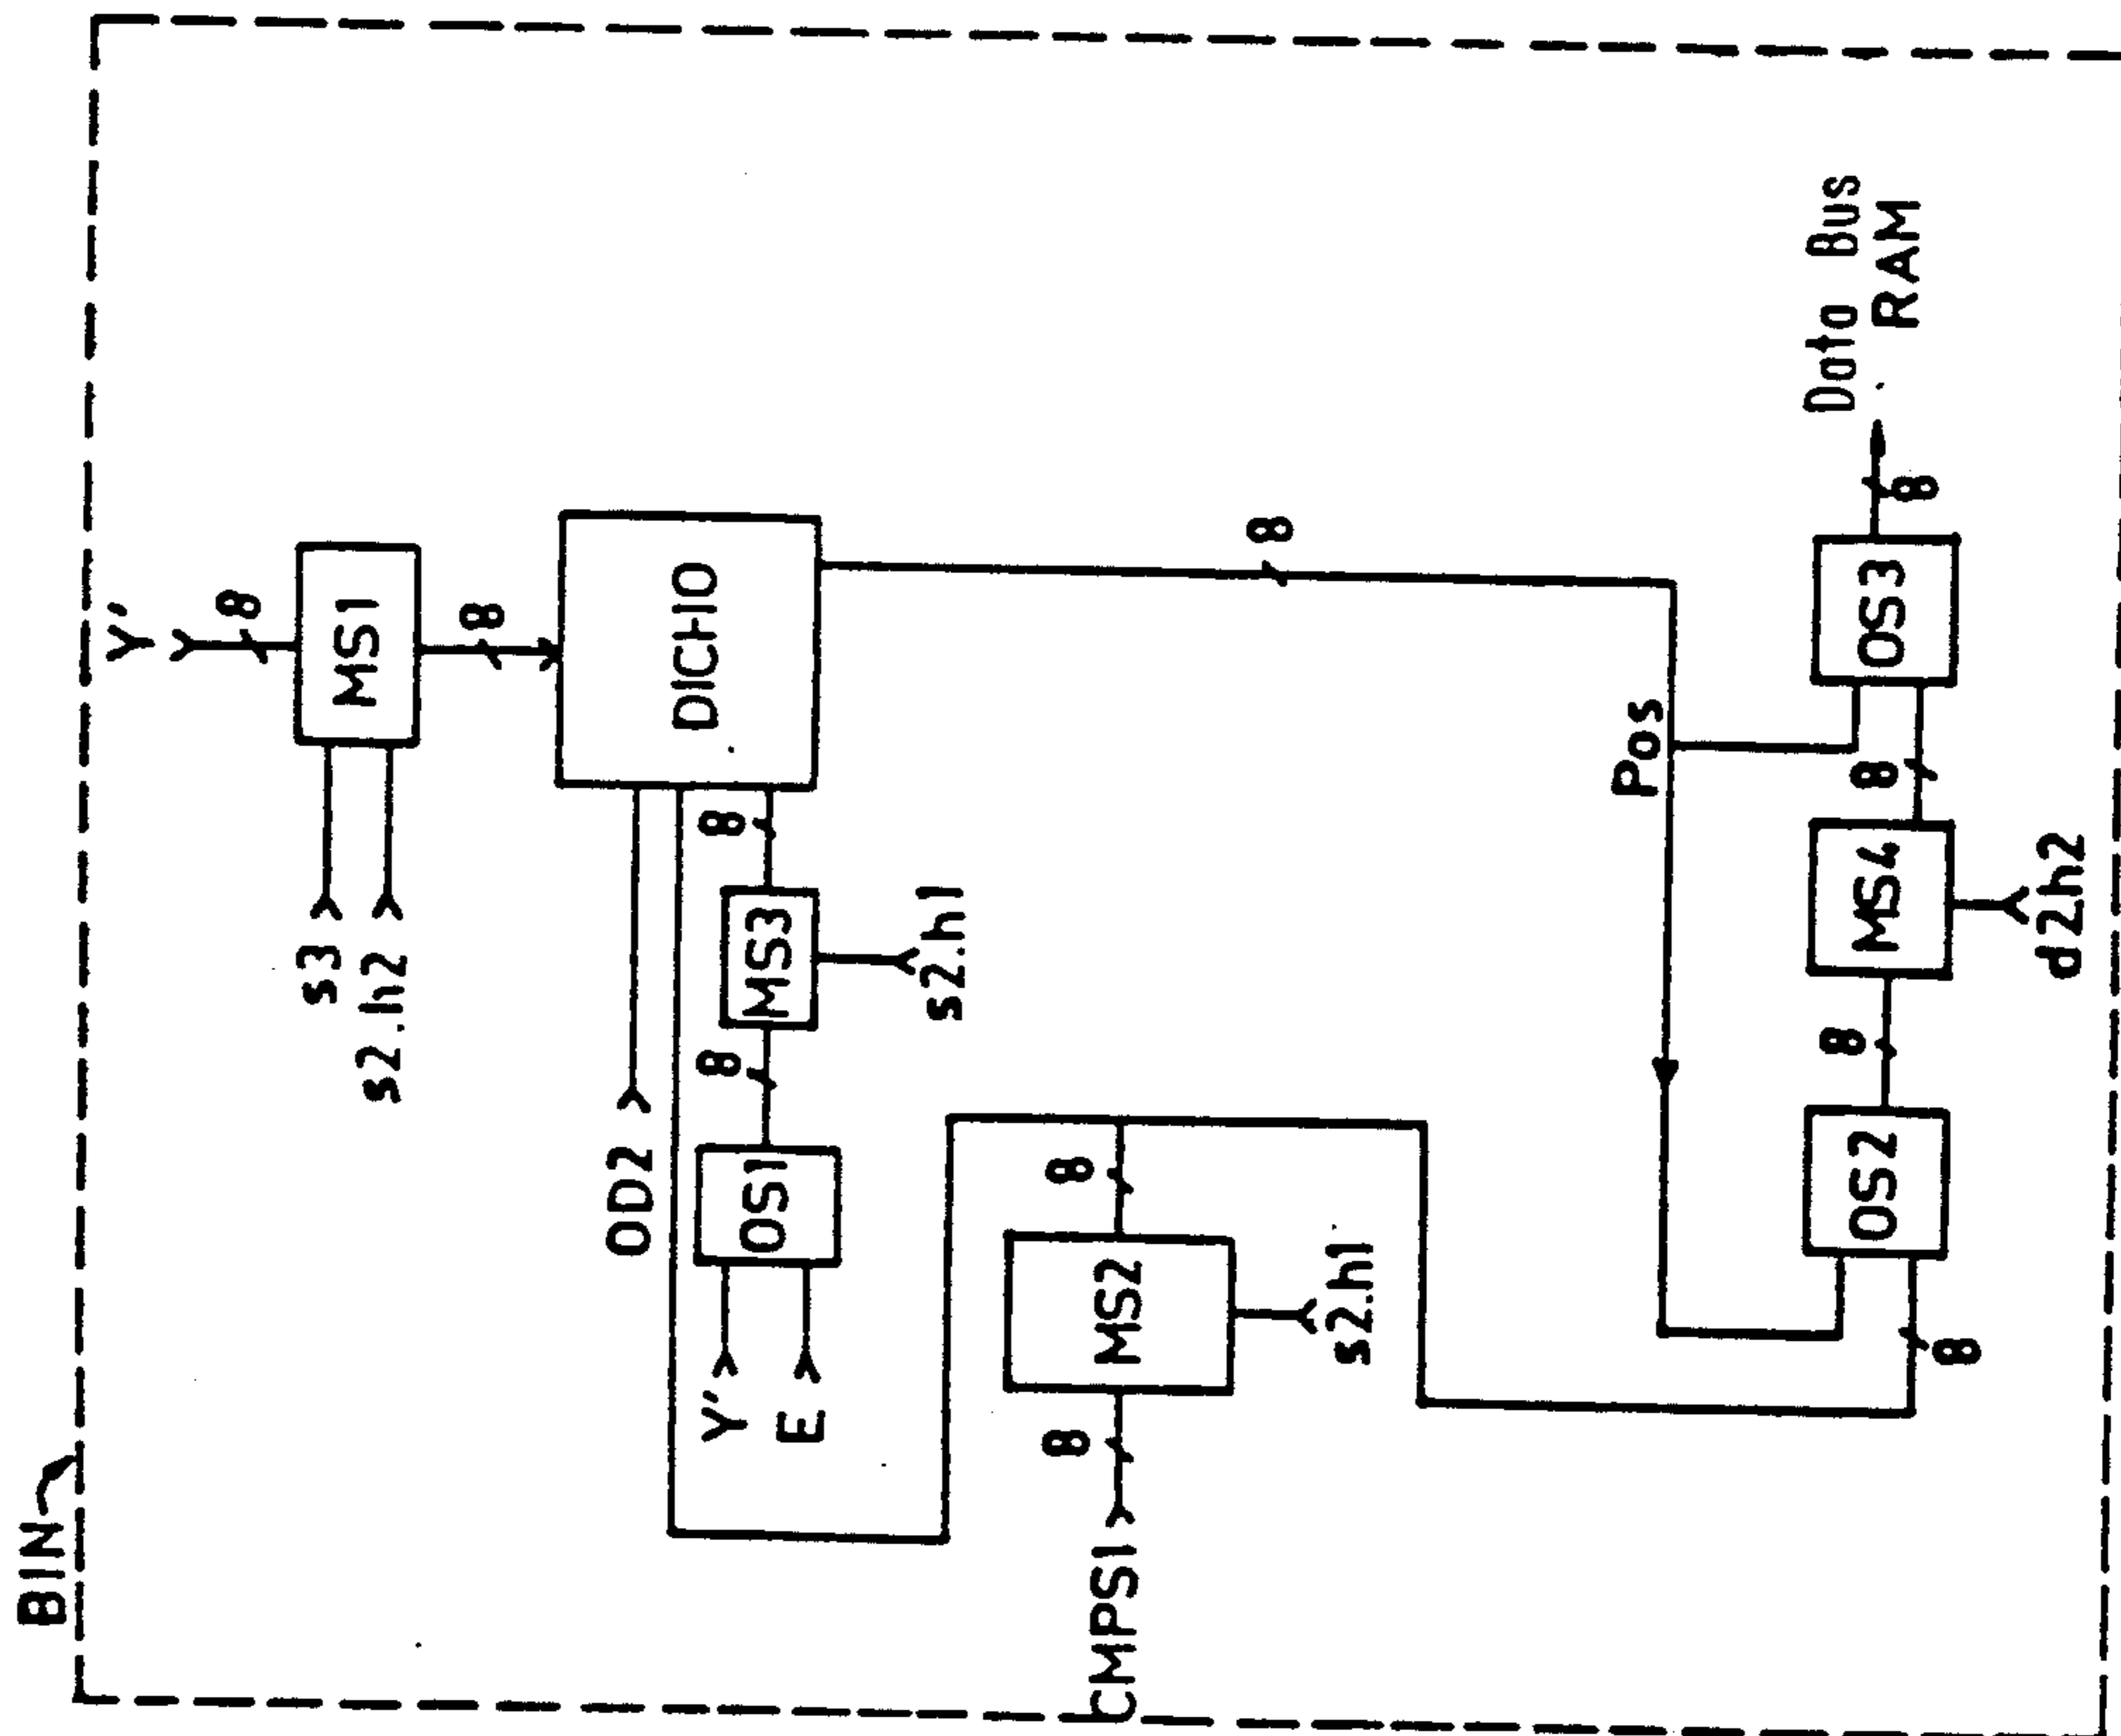 BIN
Y'
8
MS1
s3
s2.h2
8
DICHO
OD2
8
MS3
s2.h1
8
OS1
Y'
E
8
MS2
8
s2.h1
CMPS1
8
Pos
8
OS2
8
MS4
d2h2
8
OS3
8
Data Bus
RAM